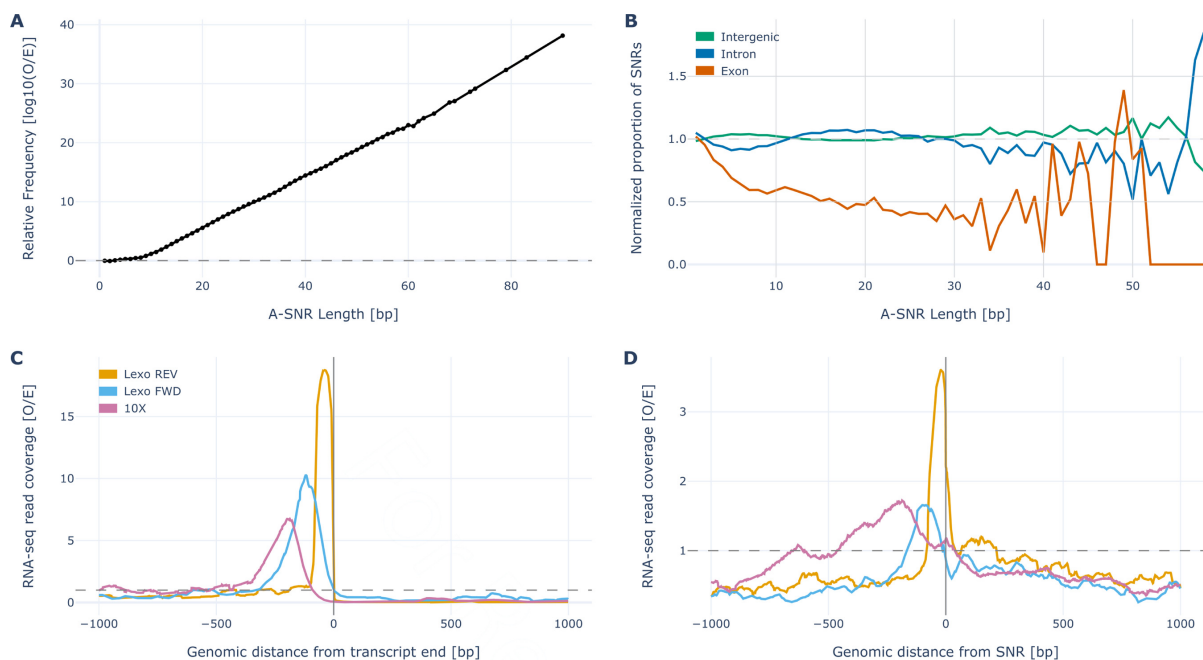 A
Relative Frequency [log10(O/E)]
40
30
20
10
0
0
20
40
60
80
A-SNR Length [bp]
B
Normalized proportion of SNRs
Intergenic
Intron
Exon
1.5
1.0
0.5
0.0
10
20
30
40
50
A-SNR Length [bp]
C
RNA-seq read coverage [O/E]
Lexo REV
Lexo FWD
10X
15
10
5
0
−1000
−500
0
500
1000
Genomic distance from transcript end [bp]
D
RNA-seq read coverage [O/E]
3
2
1
−1000
−500
0
500
1000
Genomic distance from SNR [bp]